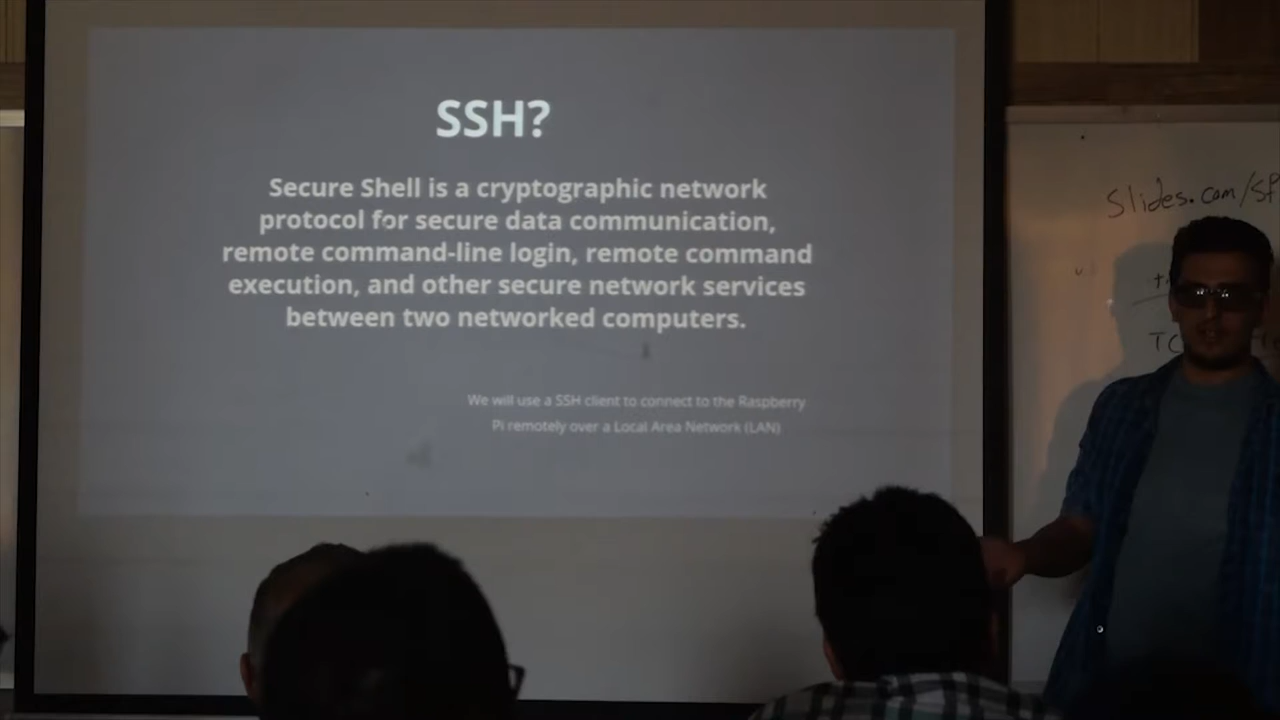 SSH?
Secure Shell is a cryptographic network
protocol for secure data communication,
remote command-line login, remote command
execution, and other secure network services
between two networked computers.
We will use a SSH client to connect to the Raspberry
Pi remotely over a Local Area Network (LAN)
Slides.com/